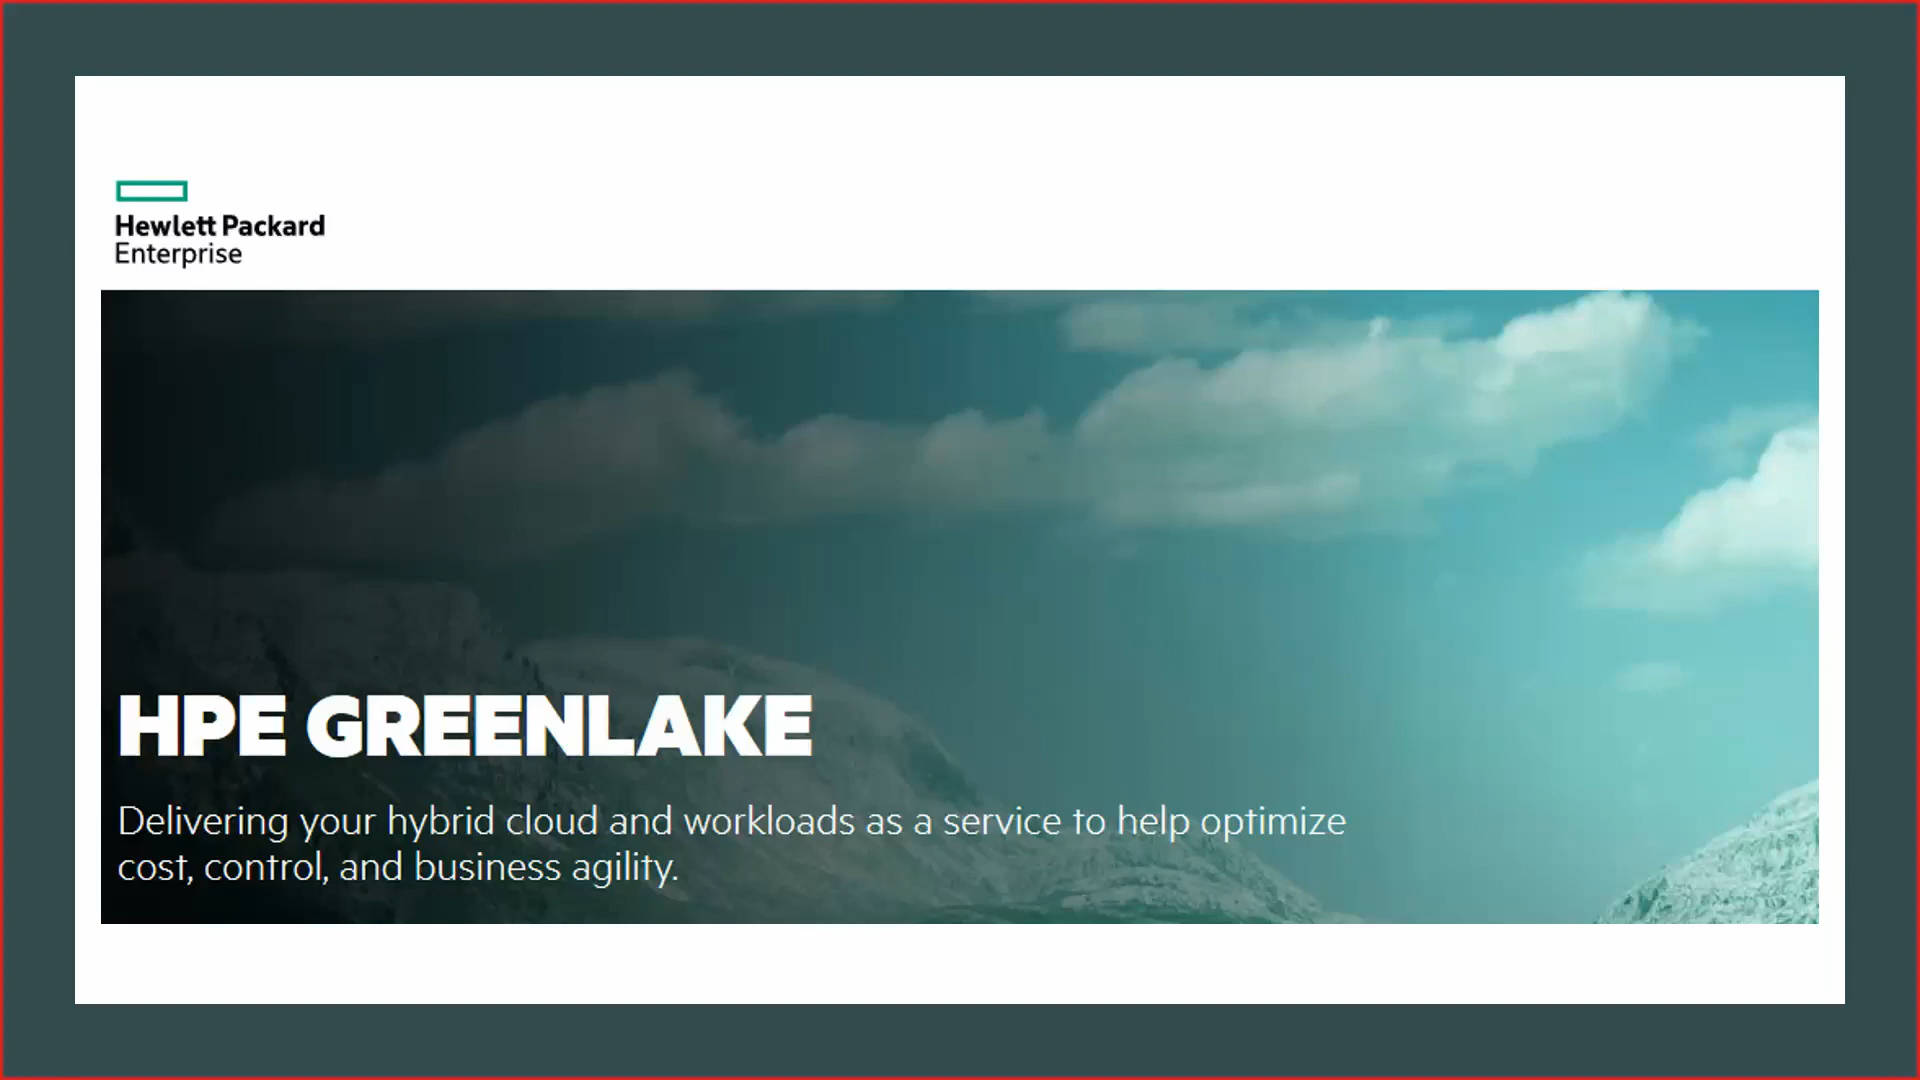 Hewlett Packard
Enterprise
HPE GREENLAKE
Delivering your hybrid cloud and workloads as a service to help optimize
cost, control, and business agility.